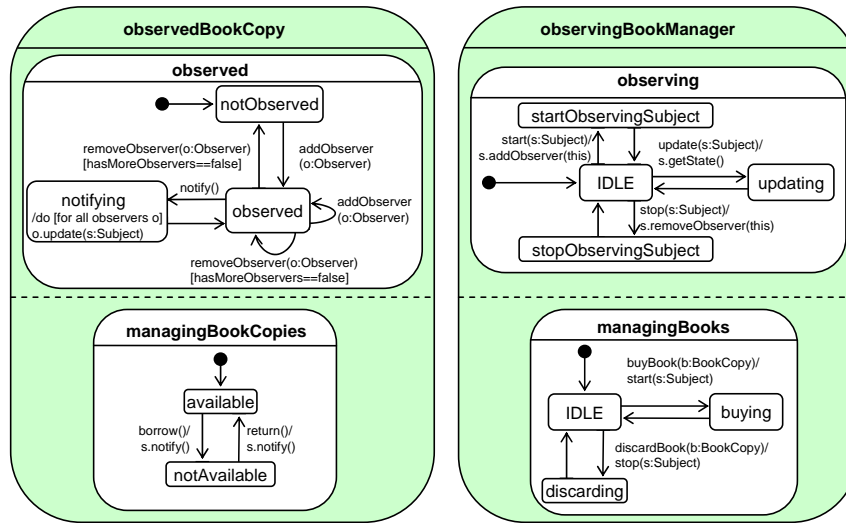 observedBookCopy
observed
notObserved
removeObserver(o:Observer)
[hasMoreObservers==false]
addObserver
(o:Observer)
notifying
/do [for all observers o]
o.update(s:Subject)
notify()
observed
addObserver
(o:Observer)
removeObserver(o:Observer)
[hasMoreObservers==false]
managingBookCopies
available
borrow()/
s.notify()
return()/
s.notify()
notAvailable
observingBookManager
observing
startObservingSubject
start(s:Subject)/
s.addObserver(this)
update(s:Subject)/
s.getState()
IDLE
updating
stop(s:Subject)/
s.removeObserver(this)
stopObservingSubject
managingBooks
buyBook(b:BookCopy)/
start(s:Subject)
IDLE
buying
discardBook(b:BookCopy)/
stop(s:Subject)
discarding